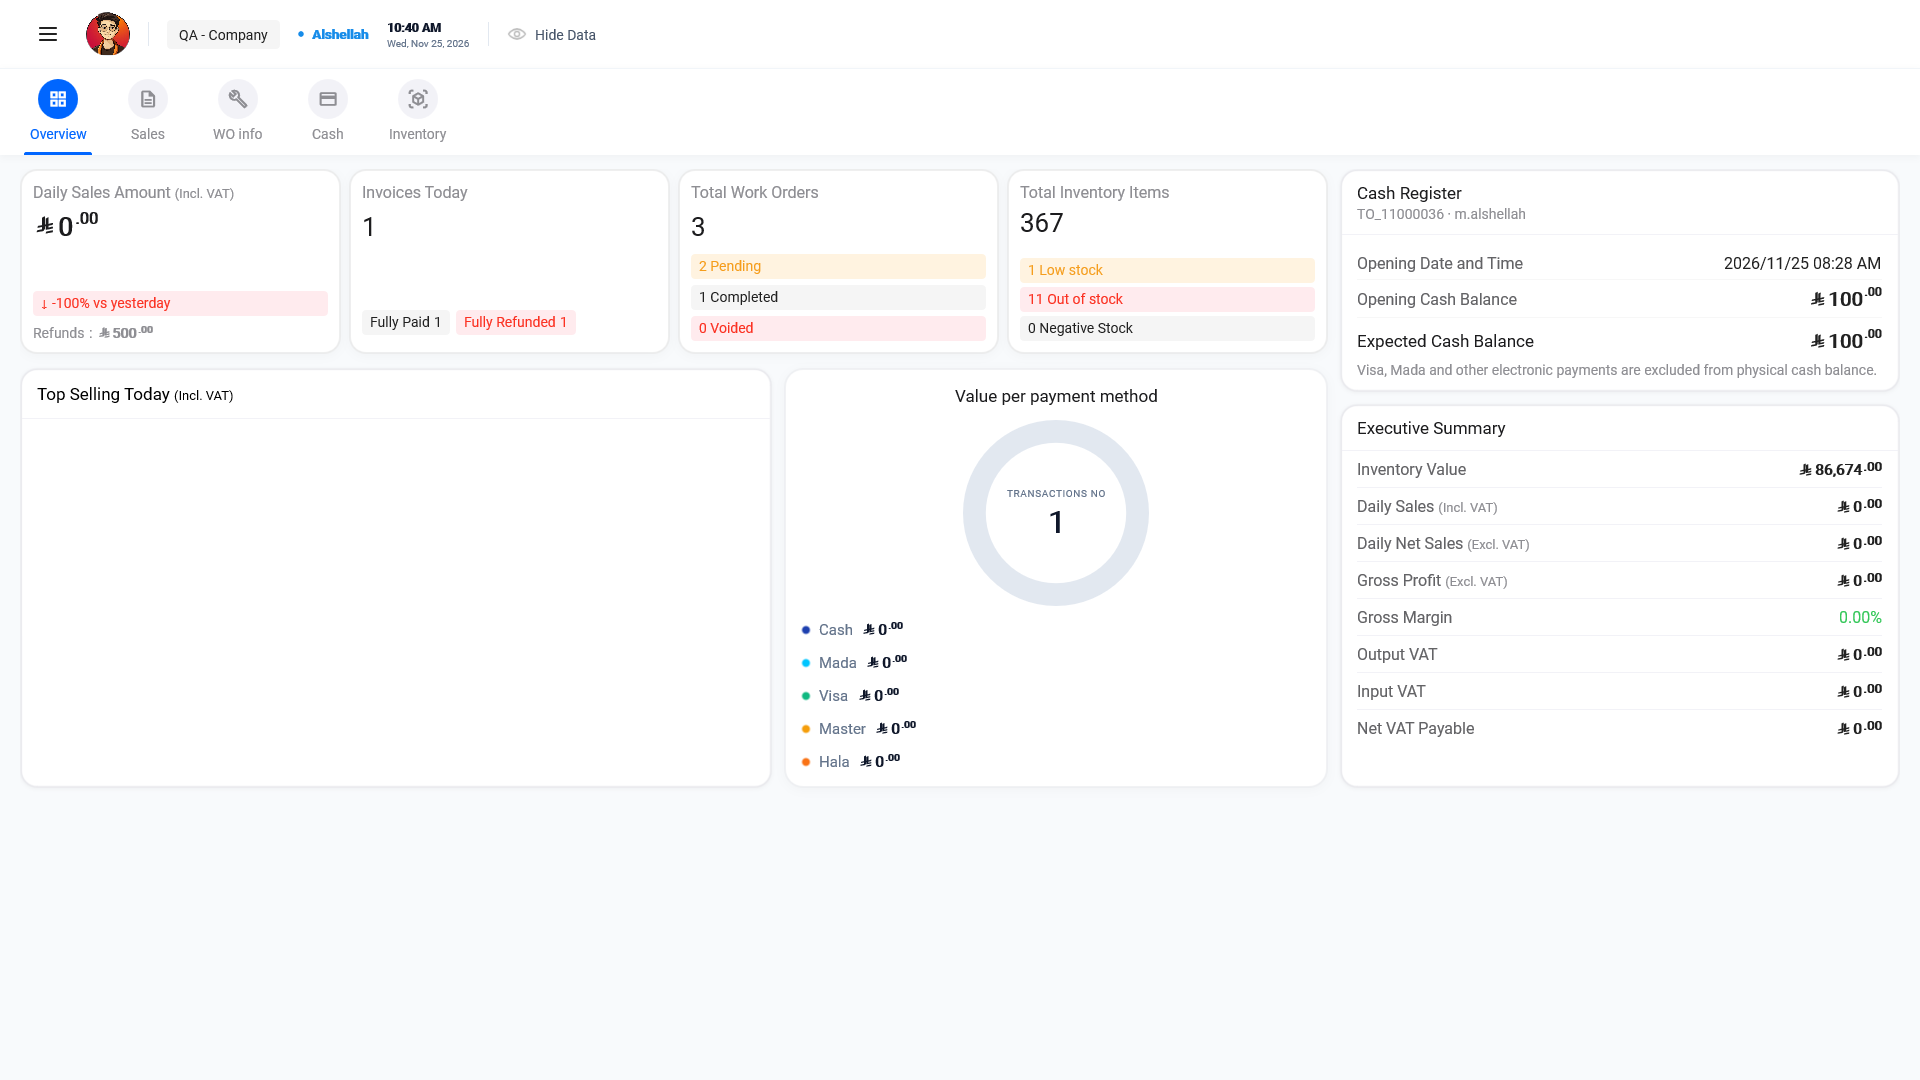 QA - Company
Alshellah
10:40 AM
Wed, Nov 25, 2026
Hide Data
Overview
Sales
WO info
Cash
Inventory
Daily Sales Amount (Incl. VAT)
⃁ 0.00
↓ -100% vs yesterday
Refunds : ⃁ 500.00
Invoices Today
1
Fully Paid 1
Fully Refunded 1
Total Work Orders
3
2 Pending
1 Completed
0 Voided
Total Inventory Items
367
1 Low stock
11 Out of stock
0 Negative Stock
Cash Register
TO_11000036 · m.alshellah
Opening Date and Time 2026/11/25 08:28 AM
Opening Cash Balance ⃁ 100.00
Expected Cash Balance ⃁ 100.00
Visa, Mada and other electronic payments are excluded from physical cash balance.
Top Selling Today (Incl. VAT)
Value per payment method
TRANSACTIONS NO
1
Cash ⃁ 0.00
Mada ⃁ 0.00
Visa ⃁ 0.00
Master ⃁ 0.00
Hala ⃁ 0.00
Executive Summary
Inventory Value ⃁ 86,674.00
Daily Sales (Incl. VAT) ⃁ 0.00
Daily Net Sales (Excl. VAT) ⃁ 0.00
Gross Profit (Excl. VAT) ⃁ 0.00
Gross Margin 0.00%
Output VAT ⃁ 0.00
Input VAT ⃁ 0.00
Net VAT Payable ⃁ 0.00